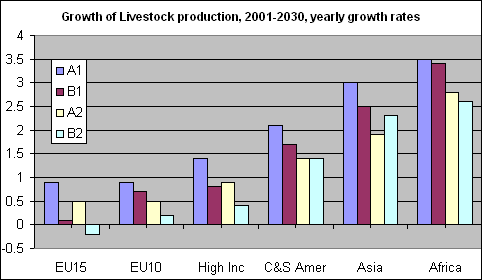 Growth of Livestock production, 2001-2030, yearly growth rates
4
3.5
3
2.5
2
1.5
1
0.5
0
-0.5
A1
B1
A2
B2
EU15 EU10 High Inc C&S Amer Asia Africa